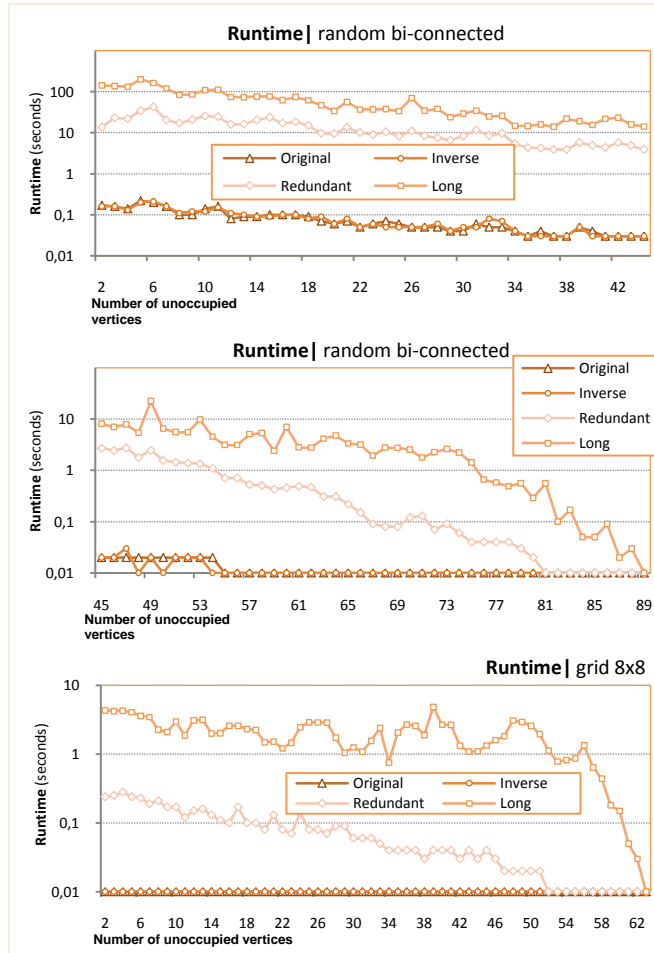 Runtime| random bi-connected
Runtime (seconds)
100
10
1
0,1
0,01
Original
Inverse
Redundant
Long
2 6 10 14 18 22 26 30 34 38 42
Number of unoccupied
vertices
Runtime| random bi-connected
Runtime (seconds)
10
1
0,1
0,01
Original
Inverse
Redundant
Long
45 49 53 57 61 65 69 73 77 81 85 89
Number of unoccupied
vertices
Runtime| grid 8x8
Runtime (seconds)
10
1
0,1
0,01
Original
Inverse
Redundant
Long
2 6 10 14 18 22 26 30 34 38 42 46 50 54 58 62
Number of unoccupied vertices